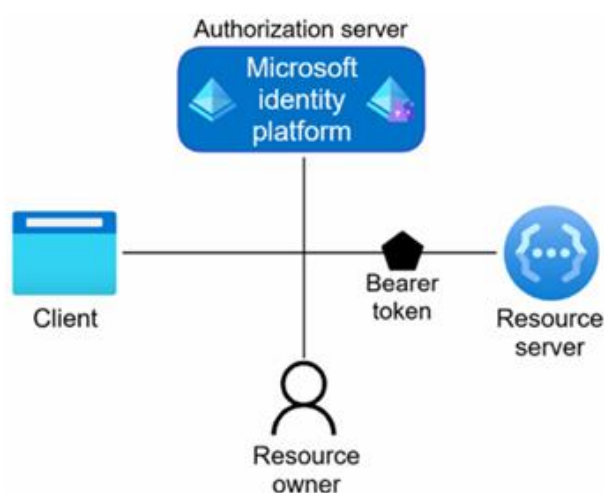 Authorization server
Microsoft
identity
platform
Client
Bearer
token
Resource
server
Resource
owner